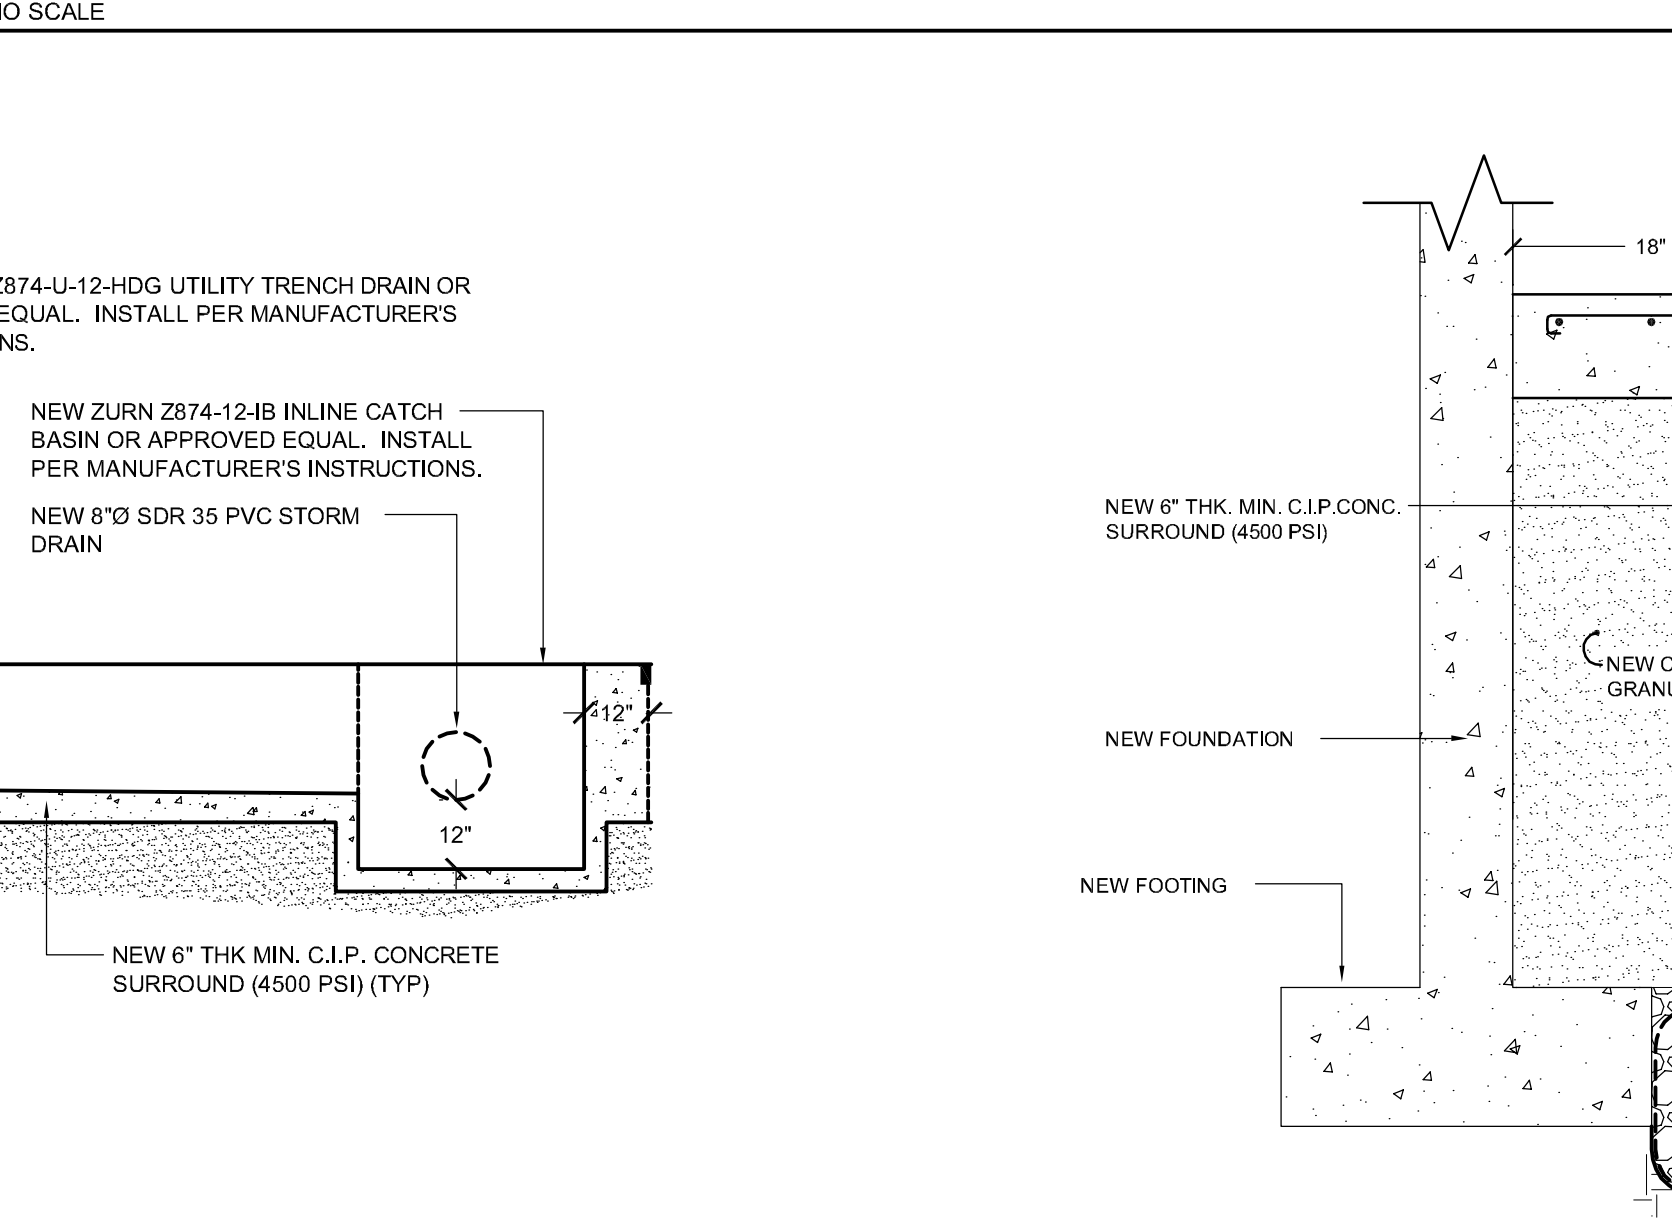 NO SCALE
Z874-U-12-HDG UTILITY TRENCH DRAIN OR
EQUAL. INSTALL PER MANUFACTURER'S
NS.
NEW ZURN Z874-12-IB INLINE CATCH
BASIN OR APPROVED EQUAL. INSTALL
PER MANUFACTURER'S INSTRUCTIONS.
NEW 8"Ø SDR 35 PVC STORM
DRAIN
12"
12"
NEW 6" THK MIN. C.I.P. CONCRETE
SURROUND (4500 PSI) (TYP)
18"
NEW 6" THK. MIN. C.I.P.CONC.
SURROUND (4500 PSI)
NEW C
GRANU
NEW FOUNDATION
NEW FOOTING